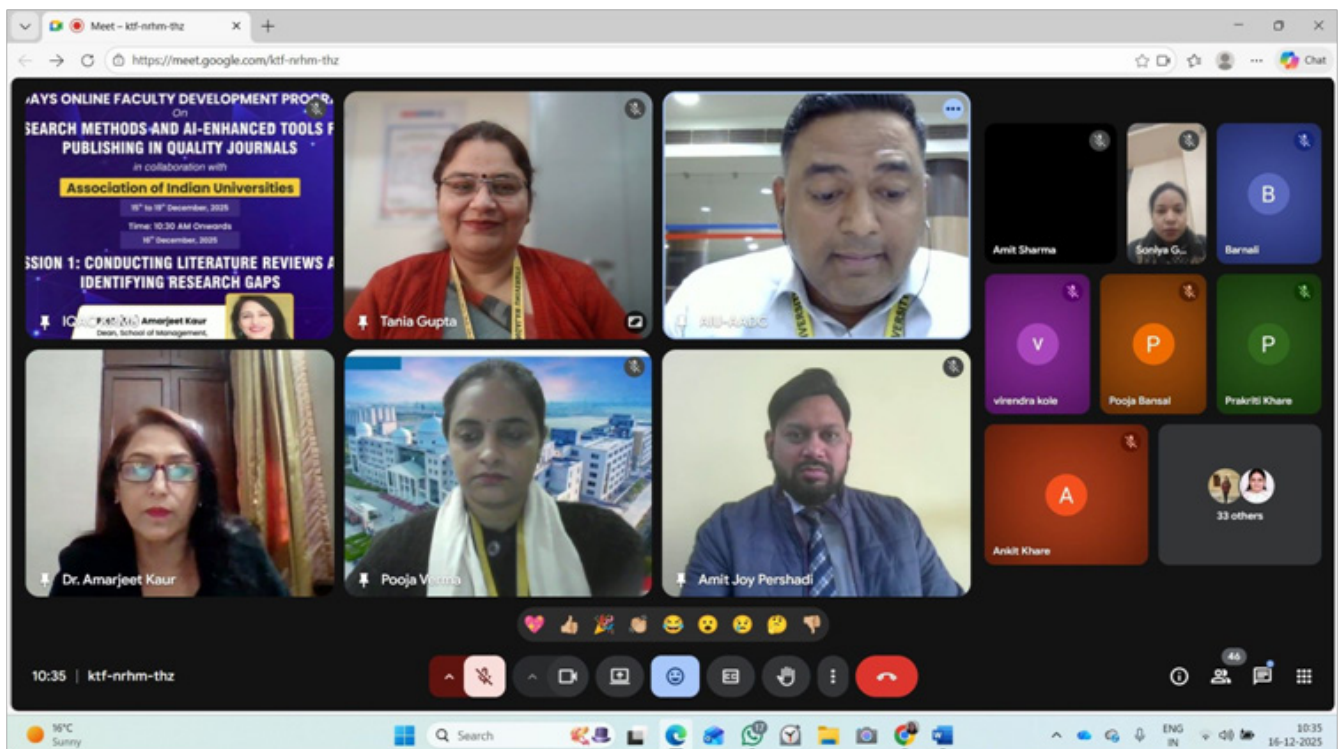 Meet – ktf-nrhm-thz
https://meet.google.com/ktf-nrhm-thz
Chat
AYS ONLINE FACULTY DEVELOPMENT PROGR
On
SEARCH METHODS AND AI-ENHANCED TOOLS F
PUBLISHING IN QUALITY JOURNALS
in collaboration with
Association of Indian Universities
15th to 19th December, 2025
Time: 10:30 AM Onwards
16th December, 2025
SSION 1: CONDUCTING LITERATURE REVIEWS A
IDENTIFYING RESEARCH GAPS
Amarjeet Kaur
Dean, School of Management,
Tania Gupta
AIU-AABC
Amit Sharma
Soniya G...
B
Barnali
V
virendra kole
P
Pooja Bansal
P
Prakriti Khare
Dr. Amarjeet Kaur
Pooja Verma
Amit Joy Pershadi
A
Ankit Khare
33 others
10:35 | ktf-nrhm-thz
46
16°C
Sunny
Search
ENG
IN
10:35
16-12-2025